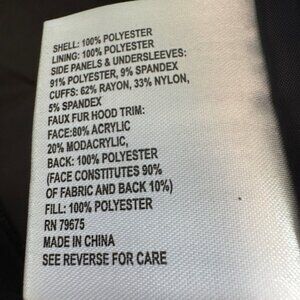 SHELL: 100% POLYESTER
LINING: 100% POLYESTER
SIDE PANELS & UNDERSLEEVES:
91% POLYESTER, 9% SPANDEX
CUFFS: 62% RAYON, 33% NYLON,
5% SPANDEX
FAUX FUR HOOD TRIM:
FACE:80% ACRYLIC
20% MODACRYLIC,
BACK: 100% POLYESTER
(FACE CONSTITUTES 90%
OF FABRIC AND BACK 10%)
FILL: 100% POLYESTER
RN 79675
MADE IN CHINA
SEE REVERSE FOR CARE